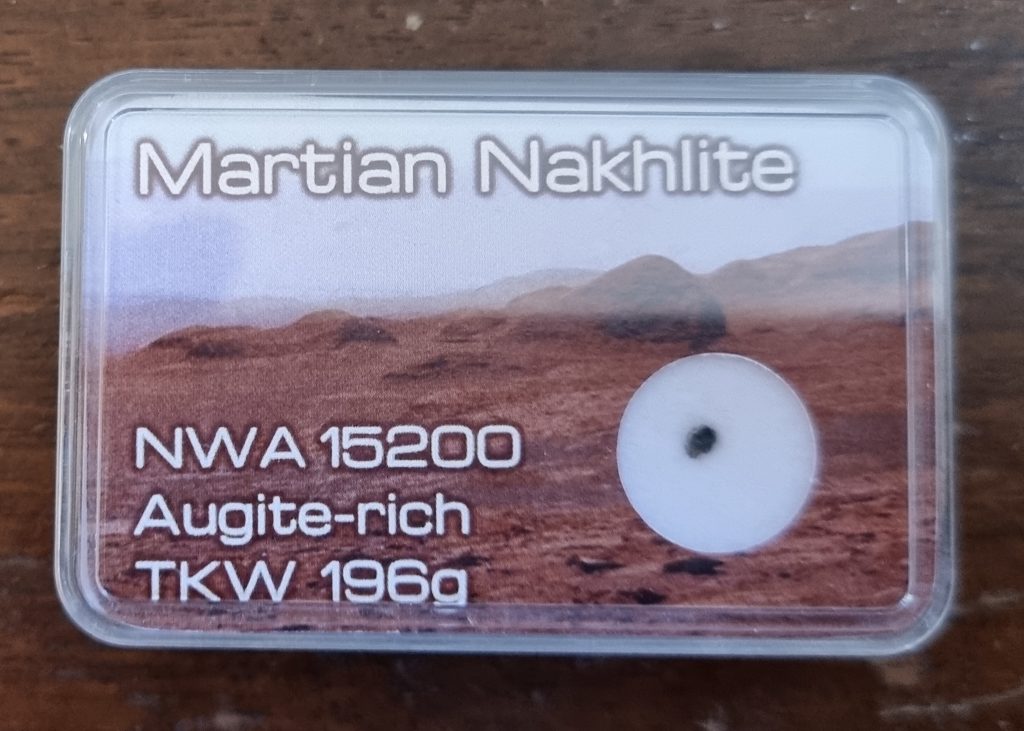 Martian Nakhlite
NWA 15200
Augite-rich
TKW 196g